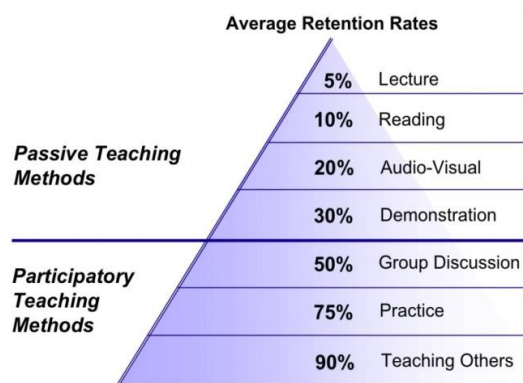 Average Retention Rates
5% Lecture
10% Reading
Passive Teaching
Methods
20% Audio-Visual
30% Demonstration
50% Group Discussion
Participatory
Teaching
Methods
75% Practice
90% Teaching Others